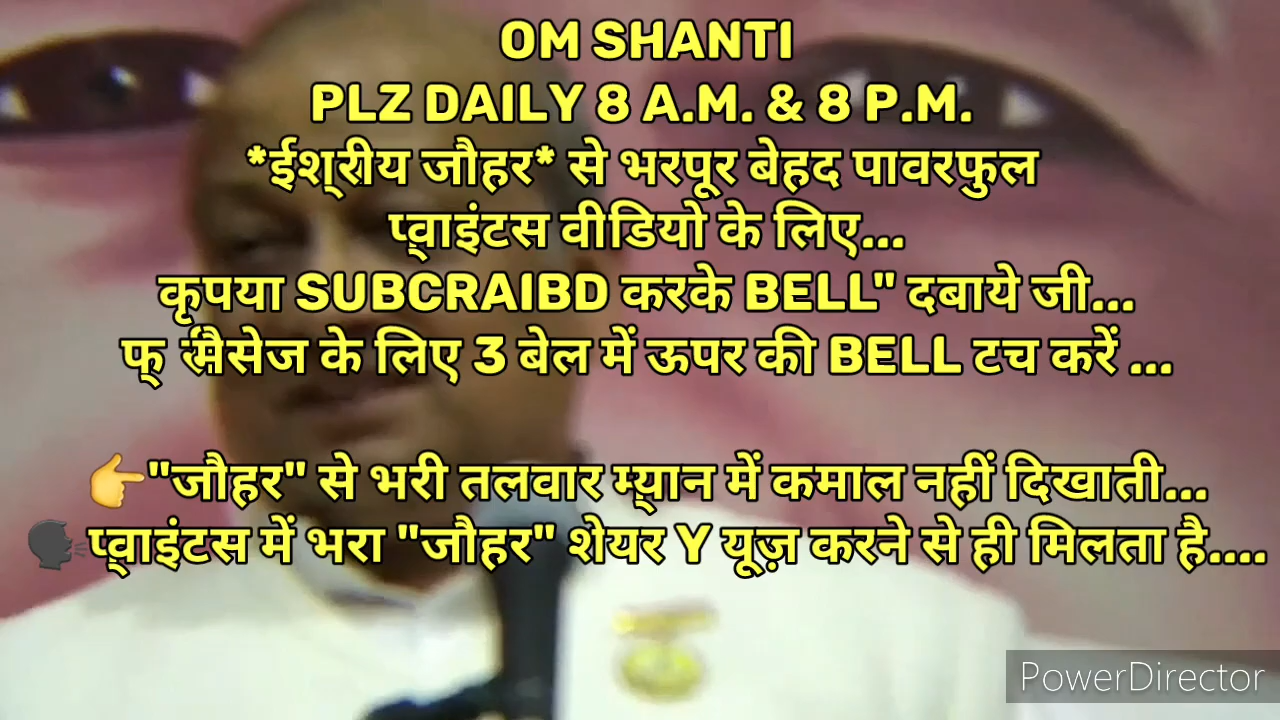 OM SHANTI
PLZ DAILY 8 A.M. & 8 P.M.
*ईश्रीय जौहर* से भरपूर बेहद पावरफुल
प्वाइंटस वीडियो के लिए...
कृपया SUBCRAIBD करके BELL" दबाये जी...
के लिए 3 बेल में ऊपर की BELL टच करें ...
👉"जौहर" से भरी तलवार म्यान में कमाल नहीं दिखाती...
🗣प्वाइंटस में भरा "जौहर" शेयर Y यूज़ करने से ही मिलता है....
PowerDirector